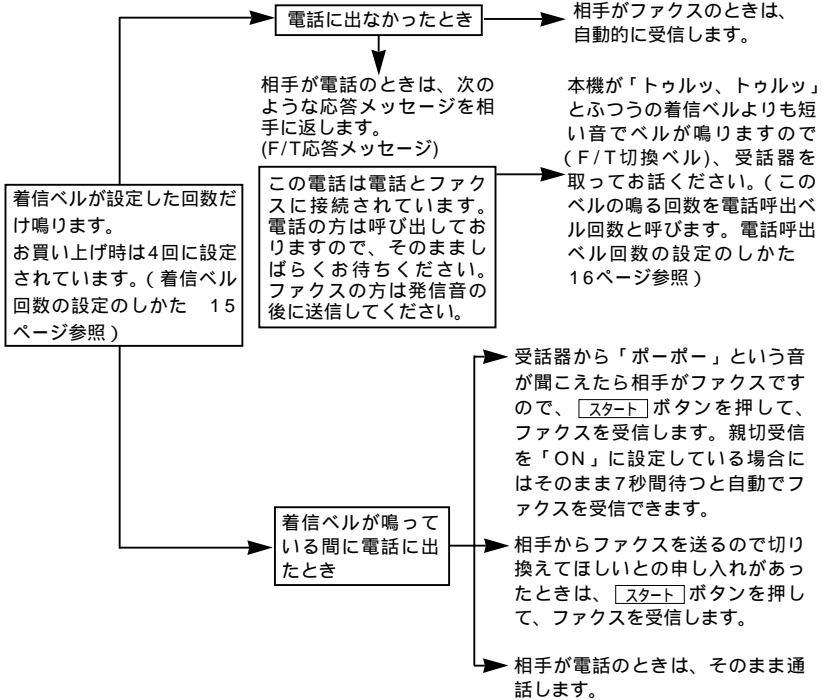 電話に出なかったとき
相手がファクスのときは、
自動的に受信します。
相手が電話のときは、次の
ような応答メッセージを相
手に返します。
(F/T応答メッセージ)
本機が「トゥルッ、トゥルッ」
とふつうの着信ベルよりも短
い音でベルが鳴りますので
(F/T切換ベル)、受話器を
取ってお話ください。(この
ベルの鳴る回数を電話呼出ベ
ル回数と呼びます。電話呼出
ベル回数の設定のしかた
16ページ参照)
この電話は電話とファク
スに接続されています。
電話の方は呼び出してお
りますので、そのまましし
ばらくお待ちください。
ファクスの方は発信音の
後に送信してください。
着信ベルが設定した回数だ
け鳴ります。
お買い上げ時は4回に設定
されています。(着信ベル
回数の設定のしかた 15
ページ参照)
受話器から「ポーポー」という音
が聞こえたら相手がファクスです
ので、スタートボタンを押して、
ファクスを受信します。親切受信
を「ON」に設定している場合に
はそのまま7秒間待つと自動でフ
ァクスを受信できます。
着信ベルが鳴って
いる間に電話に出
たとき
相手からファクスを送るので切り
換えてほしいとの申し入れがあっ
たときは、スタートボタンを押し
て、ファクスを受信します。
相手が電話のときは、そのまま通
話します。